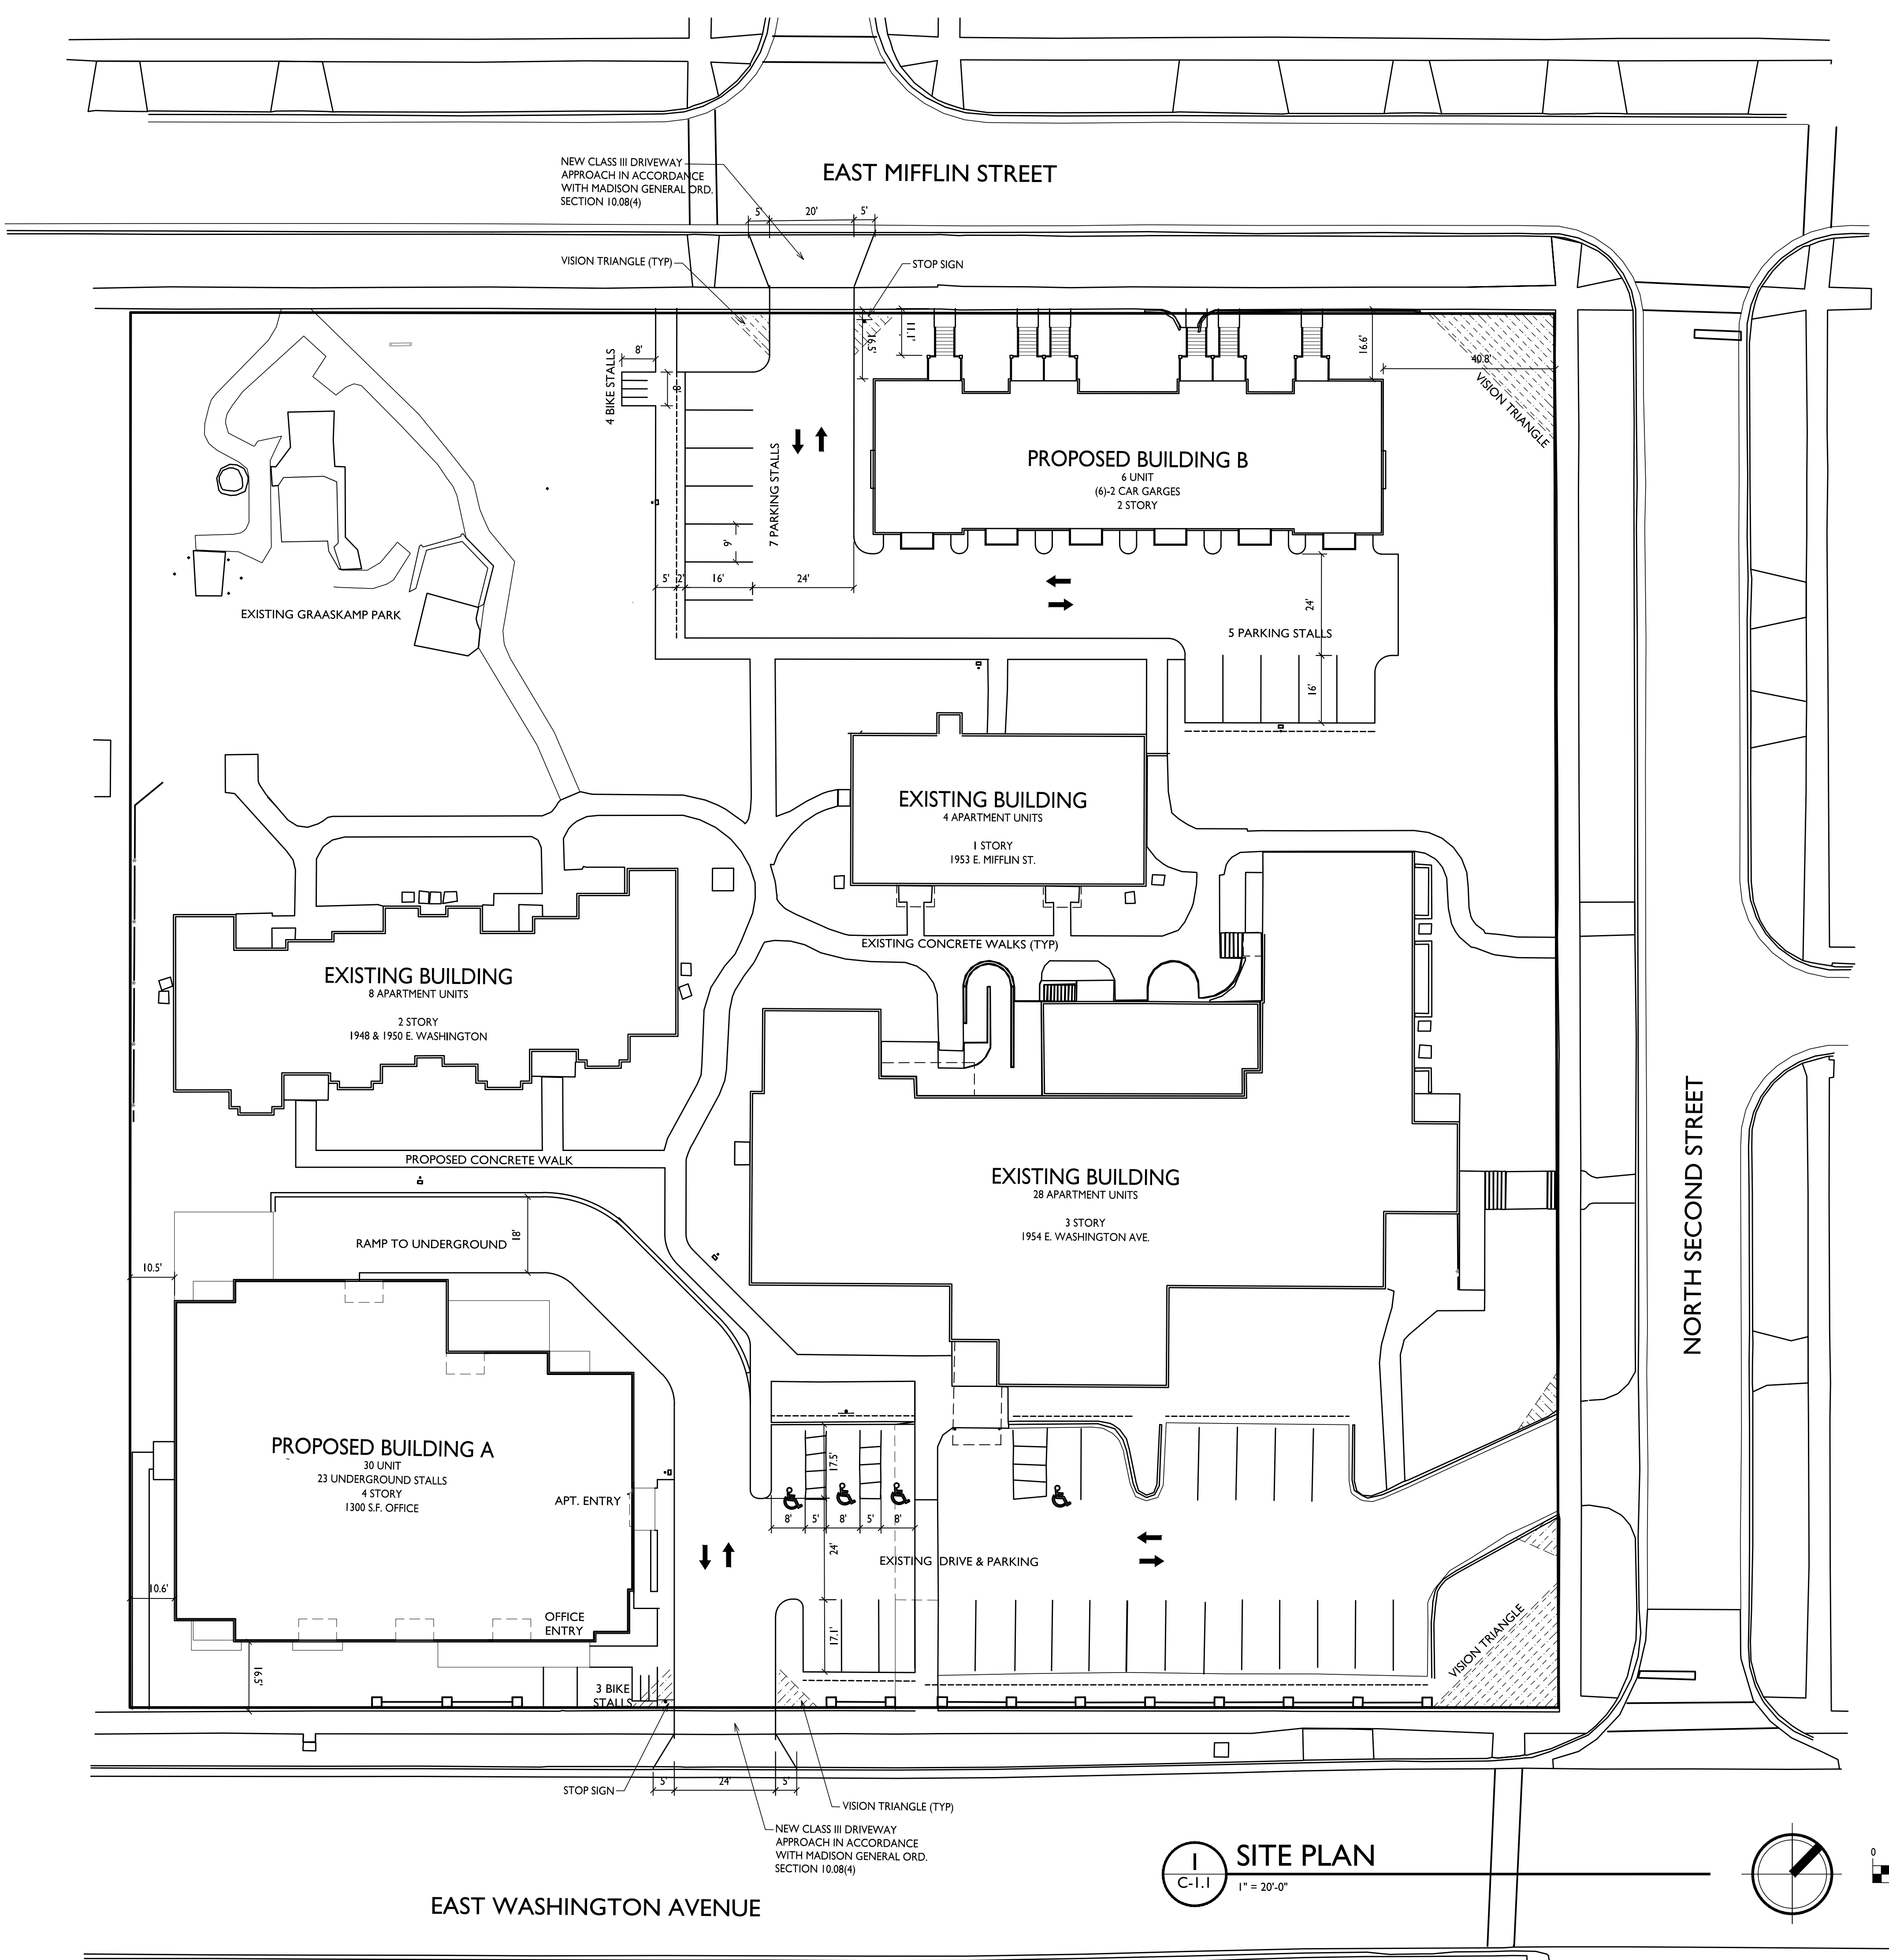 NEW CLASS III DRIVEWAY
APPROACH IN ACCORDANCE
WITH MADISON GENERAL ORD.
SECTION 10.08(4)
EAST MIFFLIN STREET
5'
20'
5'
VISION TRIANGLE (TYP)
STOP SIGN
16.5'
11.1'
16.6'
40.8'
VISION TRIANGLE
4 BIKE STALLS
8'
8'
7 PARKING STALLS
PROPOSED BUILDING B
6 UNIT
(6)-2 CAR GARGES
2 STORY
9'
5'
2'
16'
24'
EXISTING GRAASKAMP PARK
24'
5 PARKING STALLS
16'
EXISTING BUILDING
4 APARTMENT UNITS
1 STORY
1953 E. MIFFLIN ST.
EXISTING CONCRETE WALKS (TYP)
EXISTING BUILDING
8 APARTMENT UNITS
2 STORY
1948 & 1950 E. WASHINGTON
PROPOSED CONCRETE WALK
EXISTING BUILDING
28 APARTMENT UNITS
3 STORY
1954 E. WASHINGTON AVE.
NORTH SECOND STREET
RAMP TO UNDERGROUND
18'
10.5'
PROPOSED BUILDING A
30 UNIT
23 UNDERGROUND STALLS
4 STORY
1300 S.F. OFFICE
APT. ENTRY
17.5'
8'
5'
8'
5'
8'
24'
EXISTING DRIVE & PARKING
10.6'
OFFICE
ENTRY
17.1'
VISION TRIANGLE
16.5'
3 BIKE
STALLS
5'
24'
5'
STOP SIGN
VISION TRIANGLE (TYP)
NEW CLASS III DRIVEWAY
APPROACH IN ACCORDANCE
WITH MADISON GENERAL ORD.
SECTION 10.08(4)
1
C-1.1
SITE PLAN
1" = 20'-0"
0
EAST WASHINGTON AVENUE